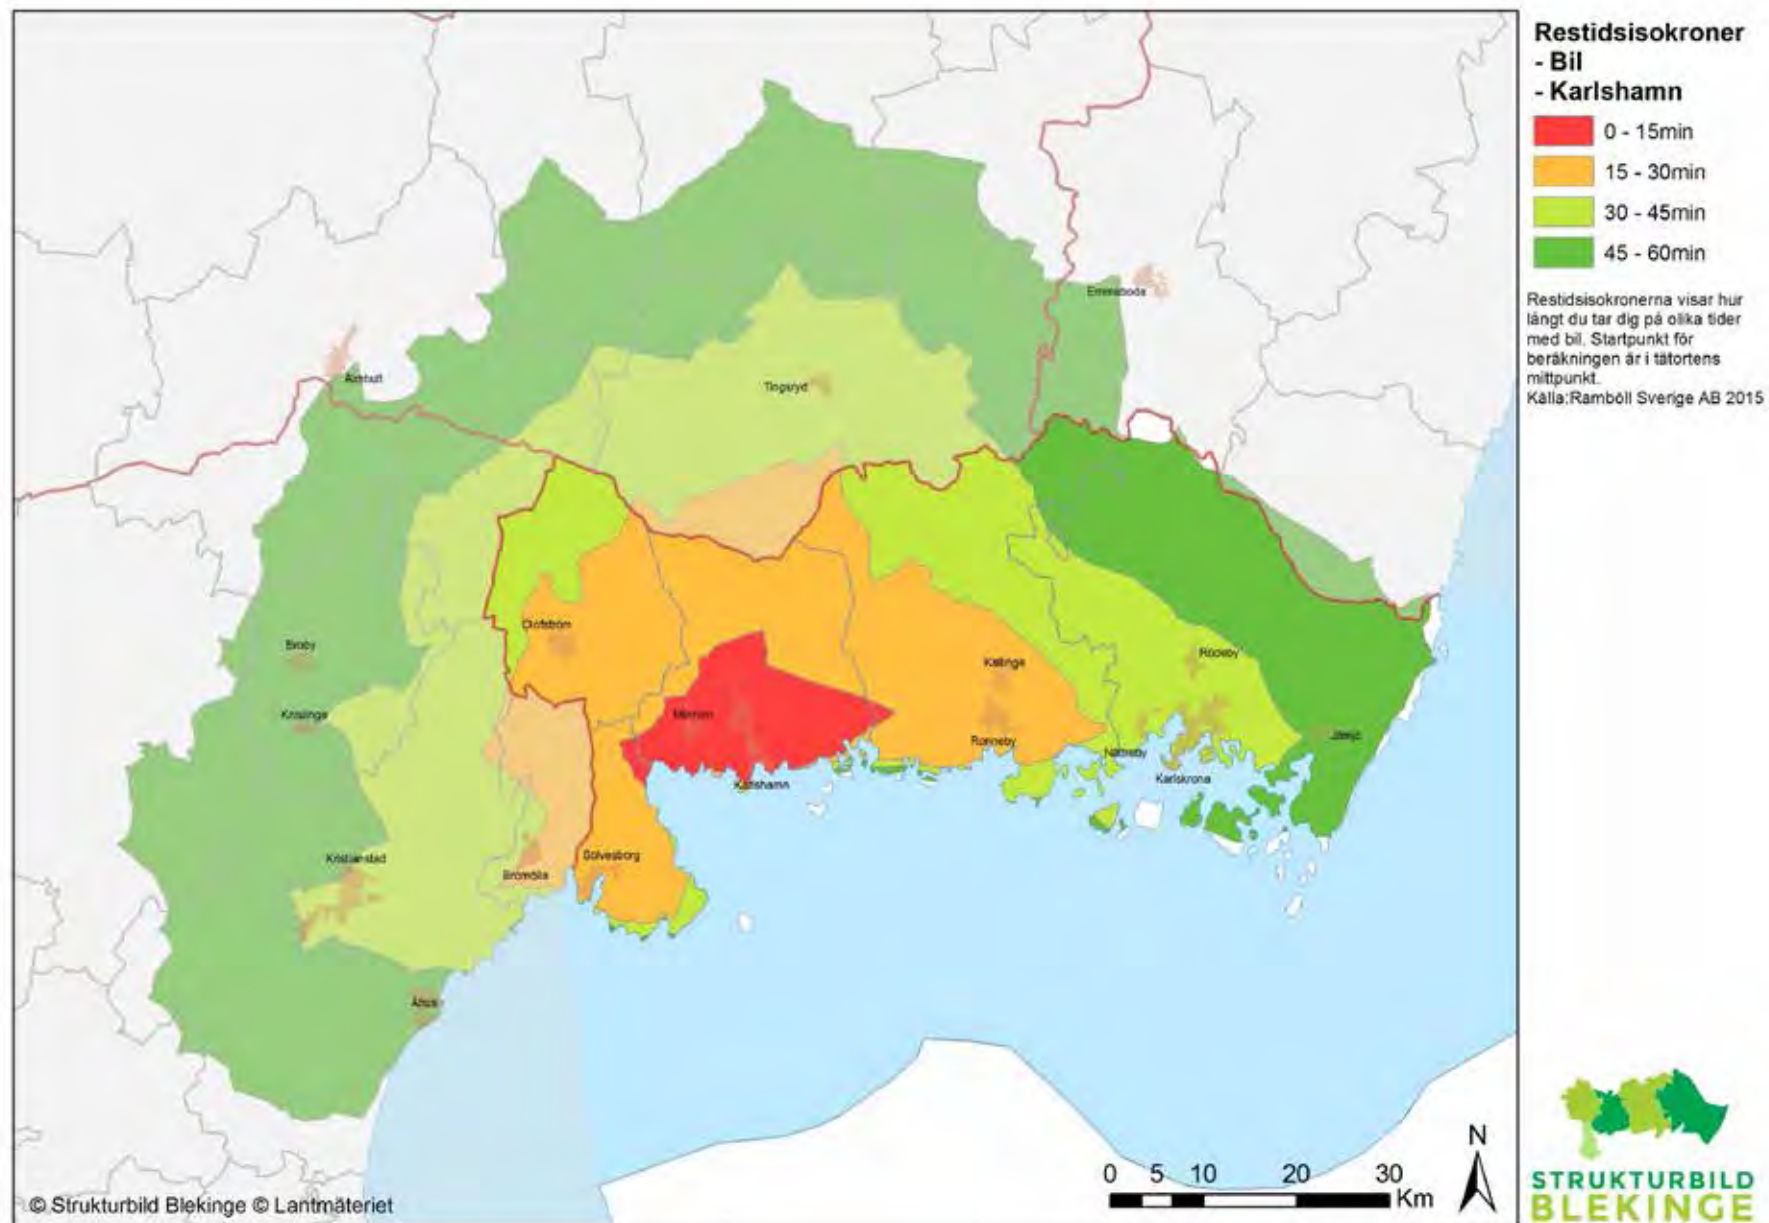 Restidsisokroner
- Bil
- Karlshamn
0 - 15min
15 - 30min
30 - 45min
45 - 60min
Restidsisokronerna visar hur
långt du tar dig på olika tider
med bil. Startpunkt för
beräkningen är i tätortens
mittpunkt.
Källa:Ramböll Sverige AB 2015
Emmaboda
Älmhult
Tingsryd
Olofström
Broby
Knislinge
Kallinge
Rödeby
Mörrum
Ronneby
Nättraby
Jämjö
Karlshamn
Karlskrona
Kristianstad
Bromölla
Sölvesborg
Åhus
N
0 5 10 20 30
Km
© Strukturbild Blekinge © Lantmäteriet
STRUKTURBILD
BLEKINGE